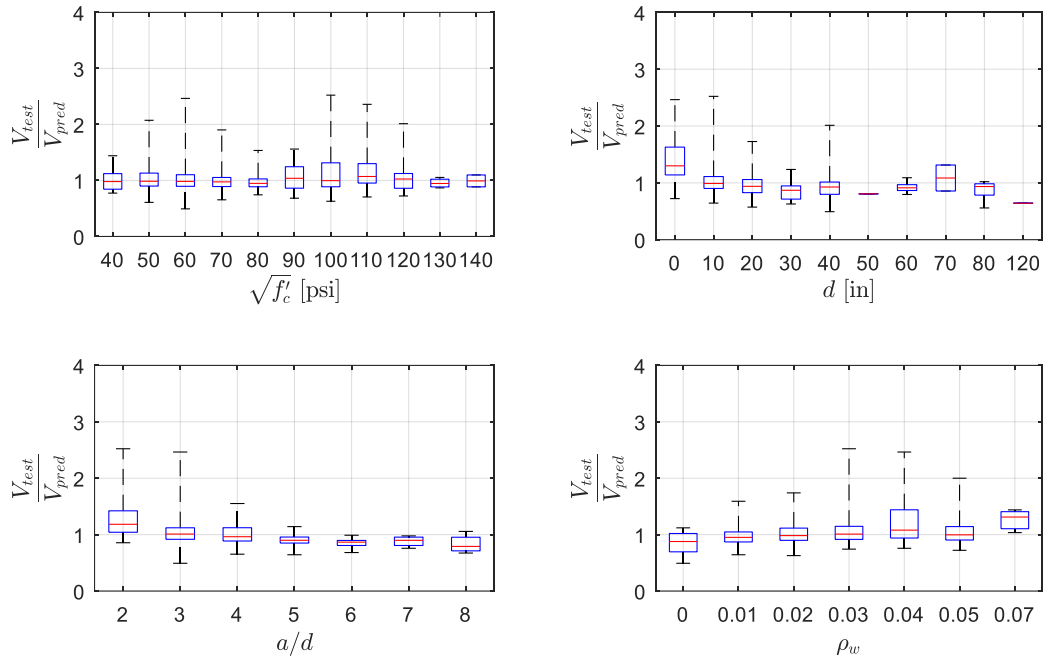 4
3
2
1
0
V_test / V_pred
40 50 60 70 80 90 100 110 120 130 140
√f′c [psi]
4
3
2
1
0
V_test / V_pred
0 10 20 30 40 50 60 70 80 120
d [in]
4
3
2
1
0
V_test / V_pred
2 3 4 5 6 7 8
a/d
4
3
2
1
0
V_test / V_pred
0 0.01 0.02 0.03 0.04 0.05 0.07
ρ_w